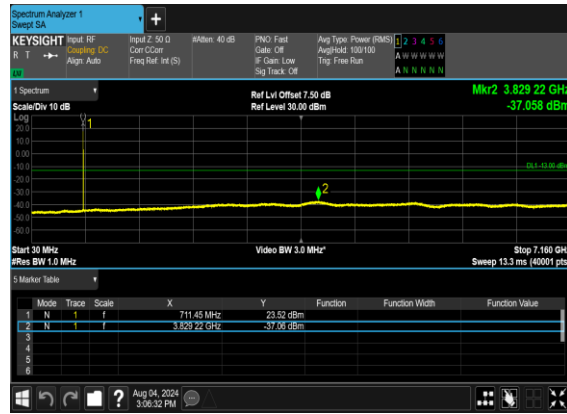 Spectrum Analyzer 1
Swept SA
+
KEYSIGHT Input: RF Input Z: 50 Ω #Atten: 40 dB PNO: Fast Avg Type: Power (RMS) 1 2 3 4 5 6
R T Coupling: DC Corr CCorr Gate: Off Avg|Hold: 100/100 A W W W W W
Align: Auto Freq Ref: Int (S) IF Gain: Low Trig: Free Run
Sig Track: Off A N N N N N
1 Spectrum Ref Lvl Offset 7.50 dB Mkr2 3.829 22 GHz
Scale/Div 10 dB Ref Level 30.00 dBm -37.058 dBm
Log
1
20.0
10.0
0.00
-10.0 DL1 -13.00 dBm
-20.0
-30.0 2
-40.0
-50.0
-60.0
Start 30 MHz Video BW 3.0 MHz* Stop 7.160 GHz
#Res BW 1.0 MHz Sweep 13.3 ms (40001 pts)
5 Marker Table
Mode Trace Scale X Y Function Function Width Function Value
1 N 1 f 711.45 MHz 23.52 dBm
2 N 1 f 3.829 22 GHz -37.06 dBm
3
4
5
6
? Aug 04, 2024
3:06:32 PM